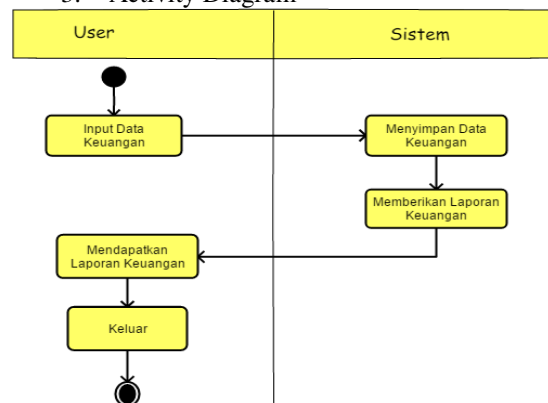 Activity Diagram
User
Sistem
Input Data
Keuangan
Menyimpan Data
Keuangan
Memberikan Laporan
Keuangan
Mendapatkan
Laporan Keuangan
Keluar